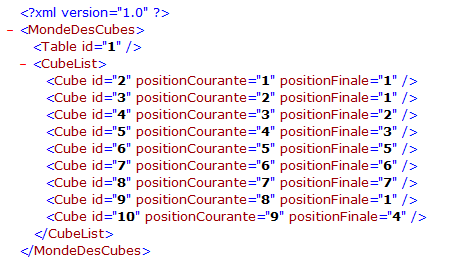 <?xml version="1.0" ?>
- <MondeDesCubes>
<Table id="1" />
- <CubeList>
<Cube id="2" positionCourante="1" positionFinale="1" />
<Cube id="3" positionCourante="2" positionFinale="1" />
<Cube id="4" positionCourante="3" positionFinale="2" />
<Cube id="5" positionCourante="4" positionFinale="3" />
<Cube id="6" positionCourante="5" positionFinale="5" />
<Cube id="7" positionCourante="6" positionFinale="6" />
<Cube id="8" positionCourante="7" positionFinale="7" />
<Cube id="9" positionCourante="8" positionFinale="1" />
<Cube id="10" positionCourante="9" positionFinale="4" />
</CubeList>
</MondeDesCubes>